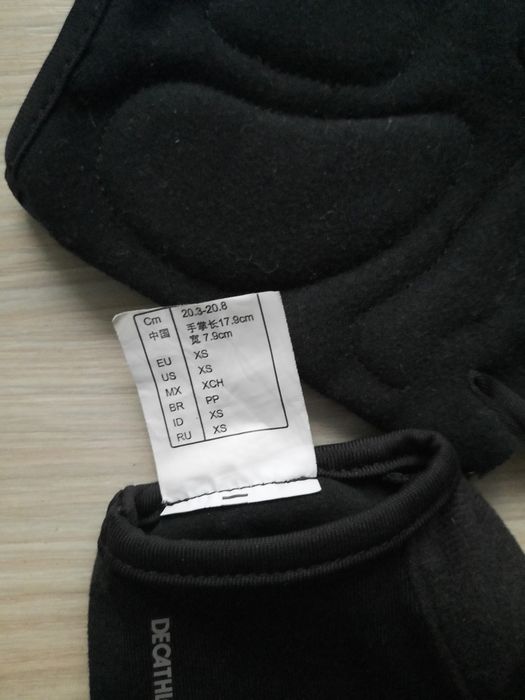 Cm 20.3-20.8
中国 手掌长17.9cm
宽7.9cm
EU XS
US XS
MX XCH
BR PP
ID XS
RU XS
DECATHL